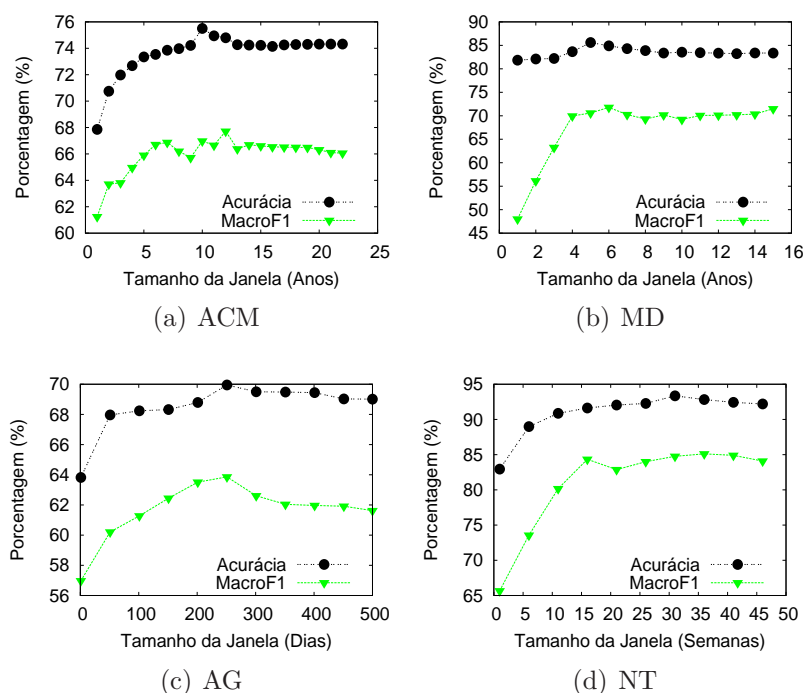 76
74
72
70
68
66
64
62
60
Porcentagem (%)
Acurácia
MacroF1
0 5 10 15 20 25
Tamanho da Janela (Anos)
(a) ACM
90
85
80
75
70
65
60
55
50
45
Porcentagem (%)
Acurácia
MacroF1
0 2 4 6 8 10 12 14 16
Tamanho da Janela (Anos)
(b) MD
70
68
66
64
62
60
58
56
Porcentagem (%)
Acurácia
MacroF1
0 100 200 300 400 500
Tamanho da Janela (Dias)
(c) AG
95
90
85
80
75
70
65
Porcentagem (%)
Acurácia
MacroF1
0 5 10 15 20 25 30 35 40 45 50
Tamanho da Janela (Semanas)
(d) NT